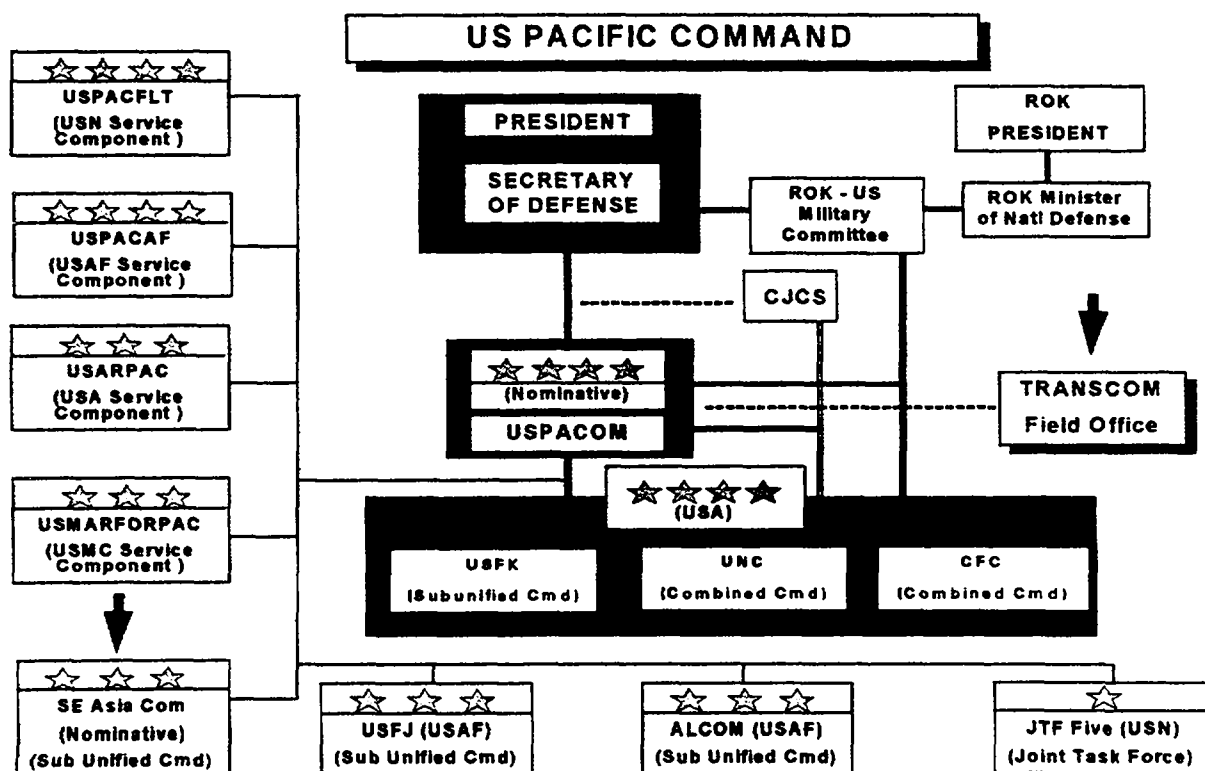 US PACIFIC COMMAND
USPACFLT
(USN Service
Component )
USPACAF
(USAF Service
Component )
USARPAC
(USA Service
Component )
USMARFORPAC
(USMC Service
Component )
SE Asia Com
(Nominative)
(Sub Unified Cmd)
PRESIDENT
SECRETARY
OF DEFENSE
ROK - US
Military
Committee
ROK
PRESIDENT
ROK Minister
of Natl Defense
CJCS
(Nominative)
USPACOM
TRANSCOM
Field Office
(USA)
USFK
(Subunified Cmd)
UNC
(Combined Cmd)
CFC
(Combined Cmd)
USFJ (USAF)
(Sub Unified Cmd)
ALCOM (USAF)
(Sub Unified Cmd)
JTF Five (USN)
(Joint Task Force)